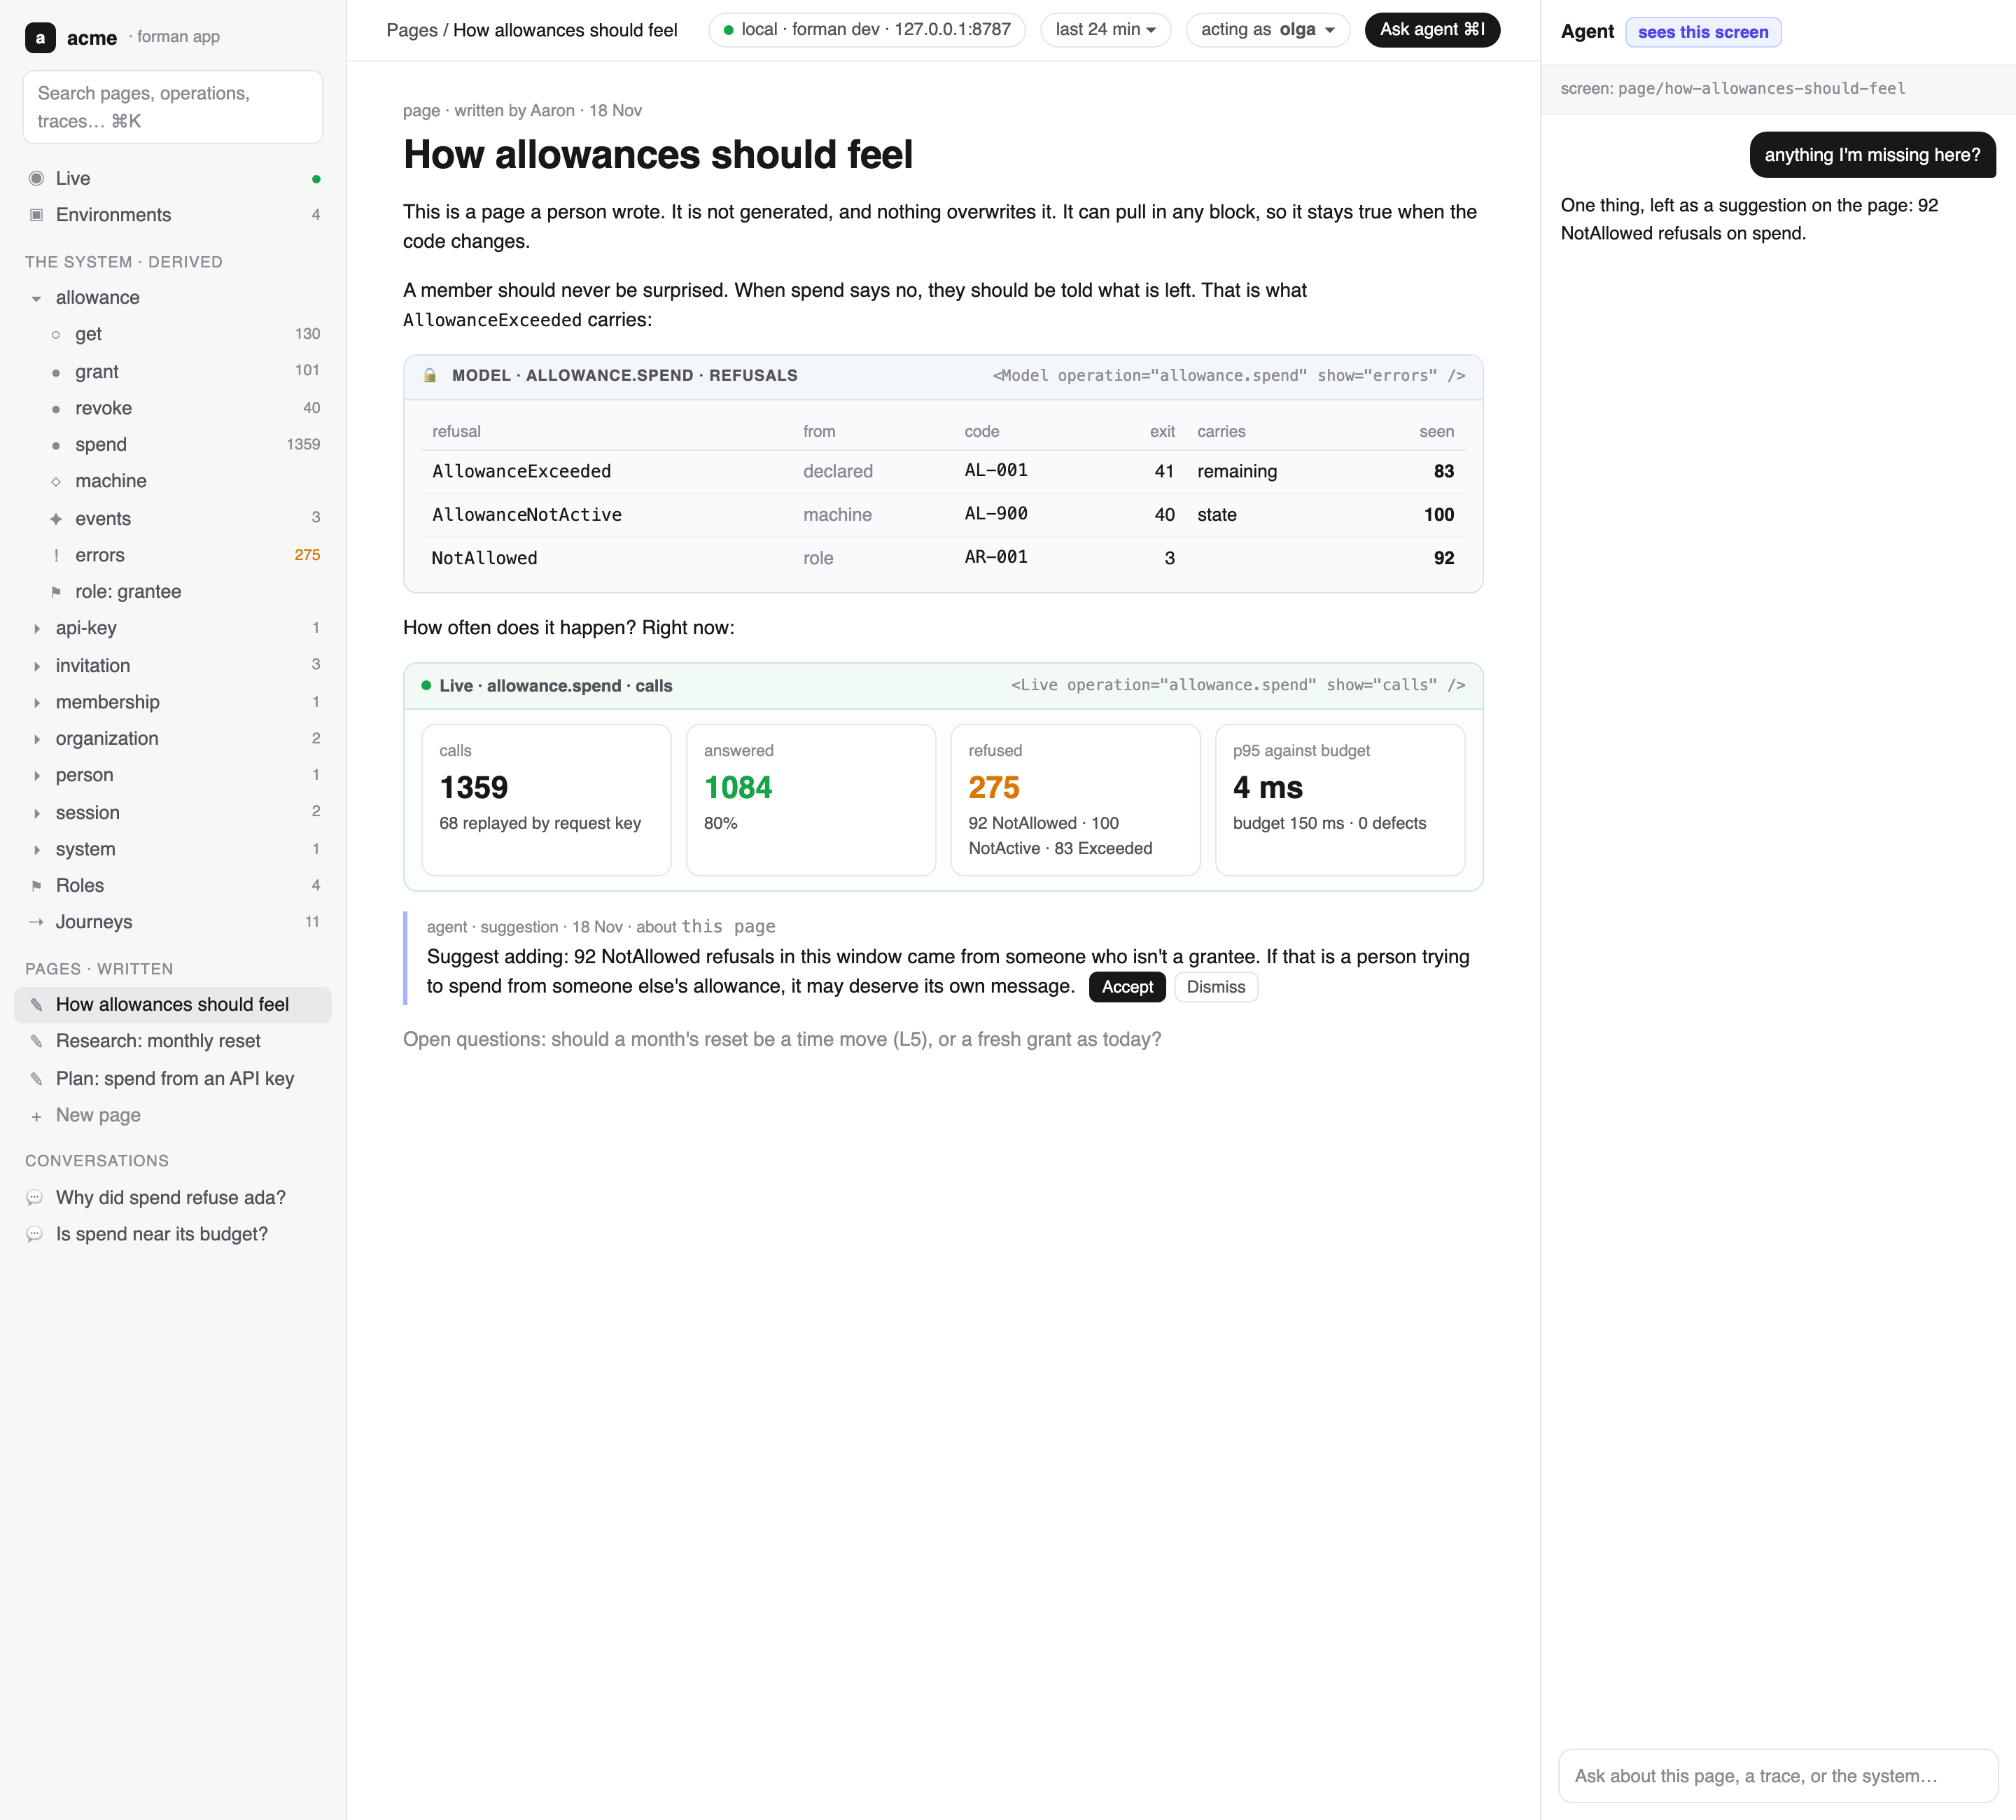 a acme · forman app
Search pages, operations,
traces… ⌘K
Live
Environments 4
THE SYSTEM · DERIVED
allowance
get 130
grant 101
revoke 40
spend 1359
machine
events 3
! errors 275
role: grantee
api-key 1
invitation 3
membership 1
organization 2
person 1
session 2
system 1
Roles 4
Journeys 11
PAGES · WRITTEN
How allowances should feel
Research: monthly reset
Plan: spend from an API key
+ New page
CONVERSATIONS
Why did spend refuse ada?
Is spend near its budget?
Pages / How allowances should feel
local · forman dev · 127.0.0.1:8787
last 24 min
acting as olga
Ask agent ⌘I
page · written by Aaron · 18 Nov
How allowances should feel
This is a page a person wrote. It is not generated, and nothing overwrites it. It can pull in any block, so it stays true when the
code changes.
A member should never be surprised. When spend says no, they should be told what is left. That is what
AllowanceExceeded carries:
MODEL · ALLOWANCE.SPEND · REFUSALS <Model operation="allowance.spend" show="errors" />
refusal from code exit carries seen
AllowanceExceeded declared AL-001 41 remaining 83
AllowanceNotActive machine AL-900 40 state 100
NotAllowed role AR-001 3 92
How often does it happen? Right now:
Live · allowance.spend · calls <Live operation="allowance.spend" show="calls" />
calls
1359
68 replayed by request key
answered
1084
80%
refused
275
92 NotAllowed · 100
NotActive · 83 Exceeded
p95 against budget
4 ms
budget 150 ms · 0 defects
agent · suggestion · 18 Nov · about this page
Suggest adding: 92 NotAllowed refusals in this window came from someone who isn't a grantee. If that is a person trying
to spend from someone else's allowance, it may deserve its own message. Accept Dismiss
Open questions: should a month's reset be a time move (L5), or a fresh grant as today?
Agent sees this screen
screen: page/how-allowances-should-feel
anything I'm missing here?
One thing, left as a suggestion on the page: 92
NotAllowed refusals on spend.
Ask about this page, a trace, or the system…